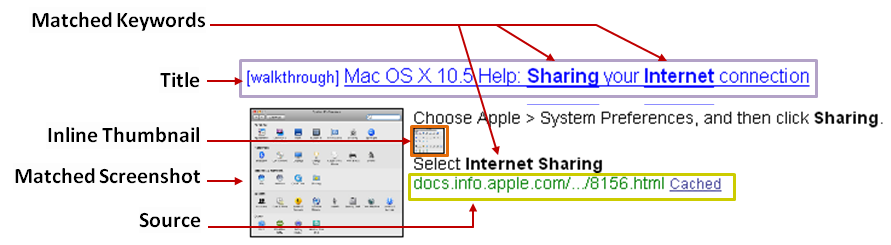 Matched Keywords
Title
[walkthrough] Mac OS X 10.5 Help: Sharing your Internet connection
Choose Apple > System Preferences, and then click Sharing.
Inline Thumbnail
Select Internet Sharing
Matched Screenshot
docs.info.apple.com/.../8156.html Cached
Source